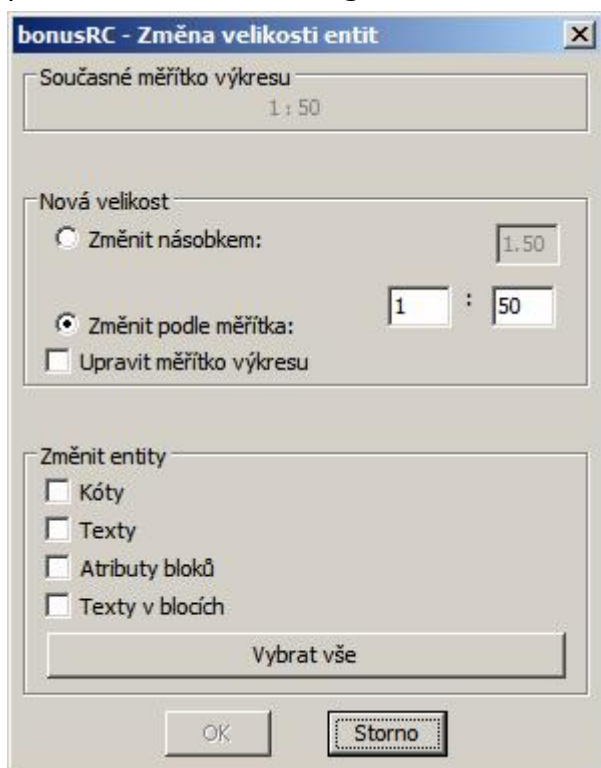 bonusRC - Změna velikosti entit
Současné měřítko výkresu
1 : 50
Nová velikost
Změnit násobkem:
1.50
Změnit podle měřítka:
1 : 50
Upravit měřítko výkresu
Změnit entity
Kóty
Texty
Atributy bloků
Texty v blocích
Vybrat vše
OK Storno